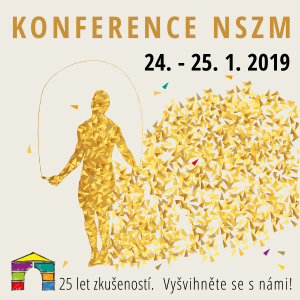 KONFERENCE NSZM
24. - 25. 1. 2019
25 let zkušeností. Vyšvihněte se s námi!